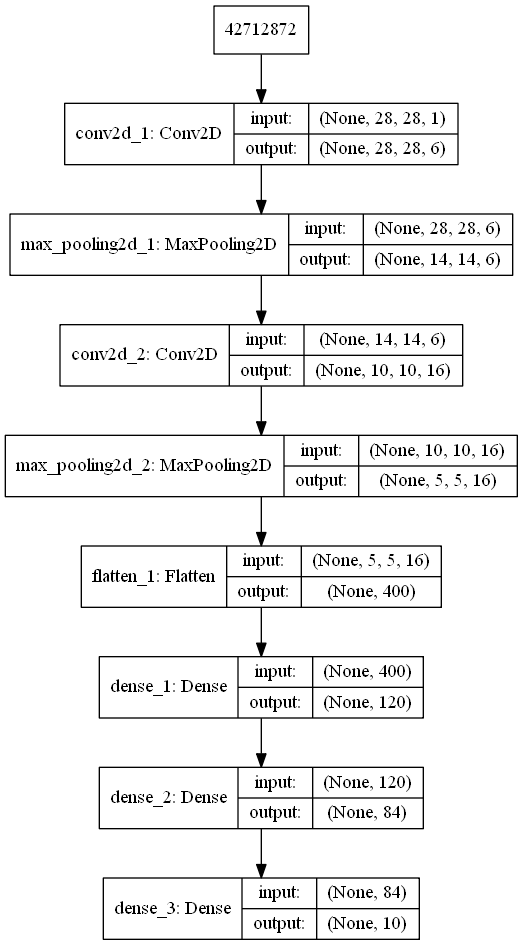 42712872
conv2d_1: Conv2D
input: (None, 28, 28, 1)
output: (None, 28, 28, 6)
max_pooling2d_1: MaxPooling2D
input: (None, 28, 28, 6)
output: (None, 14, 14, 6)
conv2d_2: Conv2D
input: (None, 14, 14, 6)
output: (None, 10, 10, 16)
max_pooling2d_2: MaxPooling2D
input: (None, 10, 10, 16)
output: (None, 5, 5, 16)
flatten_1: Flatten
input: (None, 5, 5, 16)
output: (None, 400)
dense_1: Dense
input: (None, 400)
output: (None, 120)
dense_2: Dense
input: (None, 120)
output: (None, 84)
dense_3: Dense
input: (None, 84)
output: (None, 10)